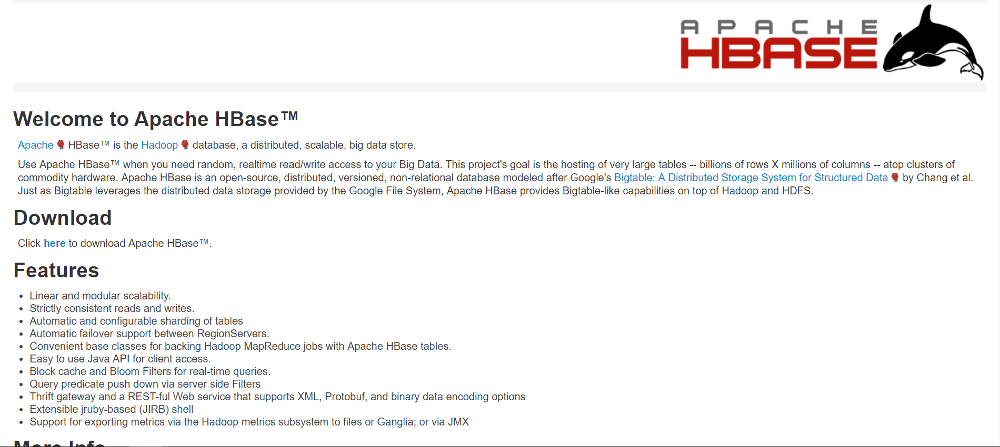 APACHE
HBASE
Welcome to Apache HBase™
Apache HBase™ is the Hadoop database, a distributed, scalable, big data store.
Use Apache HBase™ when you need random, realtime read/write access to your Big Data. This project's goal is the hosting of very large tables -- billions of rows X millions of columns -- atop clusters of
commodity hardware. Apache HBase is an open-source, distributed, versioned, non-relational database modeled after Google's Bigtable: A Distributed Storage System for Structured Data by Chang et al.
Just as Bigtable leverages the distributed data storage provided by the Google File System, Apache HBase provides Bigtable-like capabilities on top of Hadoop and HDFS.
Download
Click here to download Apache HBase™.
Features
• Linear and modular scalability.
• Strictly consistent reads and writes.
• Automatic and configurable sharding of tables
• Automatic failover support between RegionServers.
• Convenient base classes for backing Hadoop MapReduce jobs with Apache HBase tables.
• Easy to use Java API for client access.
• Block cache and Bloom Filters for real-time queries.
• Query predicate push down via server side Filters
• Thrift gateway and a REST-ful Web service that supports XML, Protobuf, and binary data encoding options
• Extensible jruby-based (JIRB) shell
• Support for exporting metrics via the Hadoop metrics subsystem to files or Ganglia; or via JMX
More Info